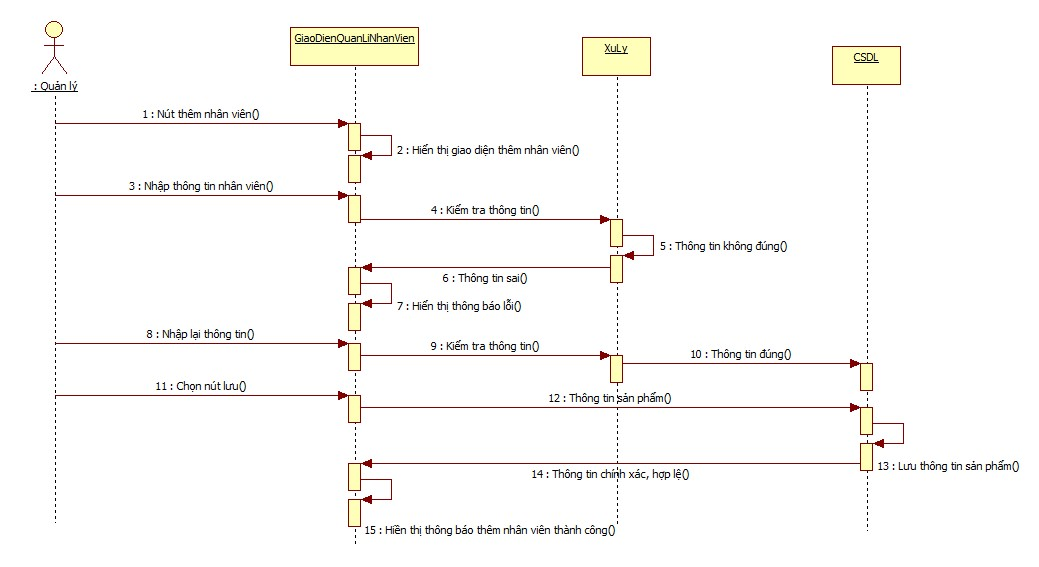 GiaoDienQuanLiNhanVien
XuLy
CSDL
: Quản lý
1 : Nút thêm nhân viên()
2 : Hiển thị giao diện thêm nhân viên()
3 : Nhập thông tin nhân viên()
4 : Kiểm tra thông tin()
5 : Thông tin không đúng()
6 : Thông tin sai()
7 : Hiển thị thông báo lỗi()
8 : Nhập lại thông tin()
9 : Kiểm tra thông tin()
10 : Thông tin đúng()
11 : Chọn nút lưu()
12 : Thông tin sản phẩm()
13 : Lưu thông tin sản phẩm()
14 : Thông tin chính xác, hợp lệ()
15 : Hiền thị thông báo thêm nhân viên thành công()